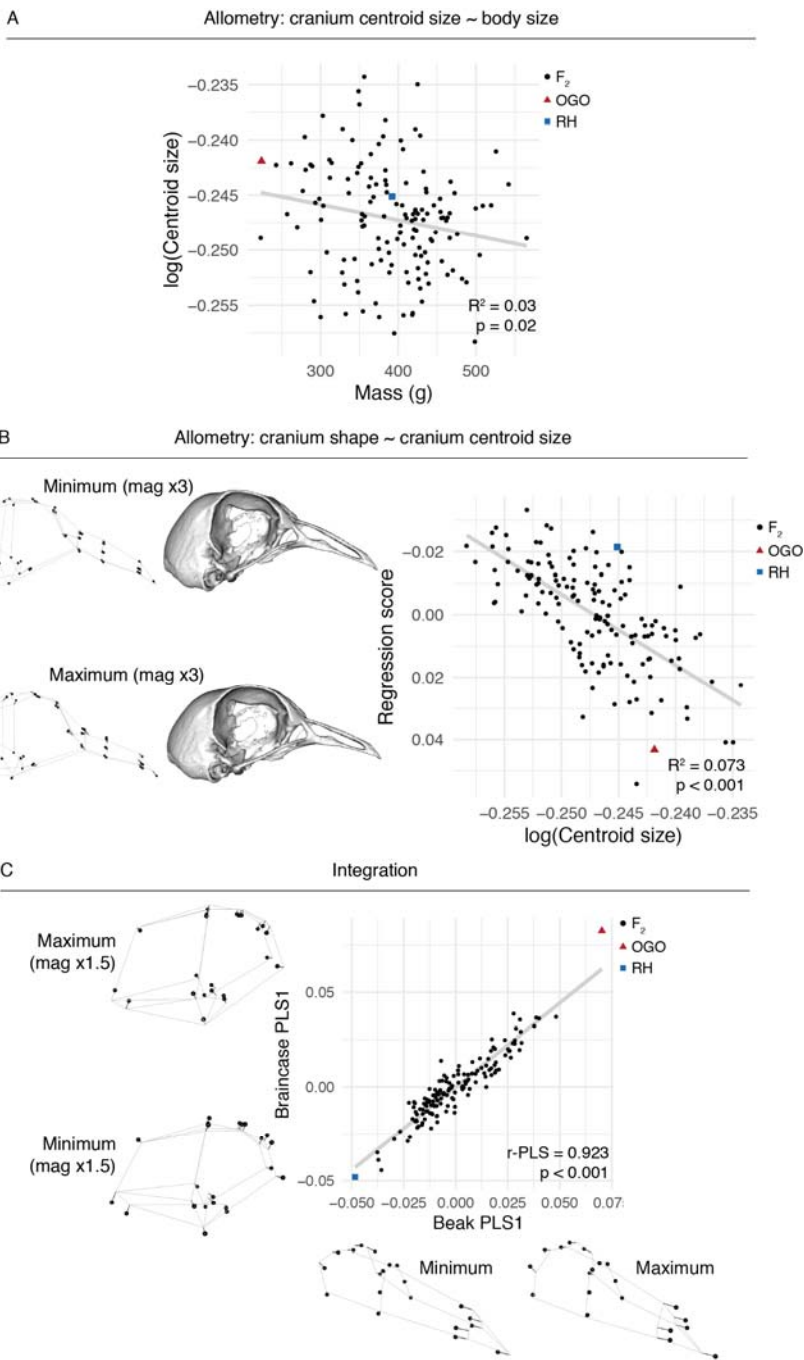 A
Allometry: cranium centroid size ~ body size
−0.235
−0.240
−0.245
−0.250
−0.255
log(Centroid size)
F2
OGO
RH
R² = 0.03
p = 0.02
300
400
500
Mass (g)
B
Allometry: cranium shape ~ cranium centroid size
Minimum (mag x3)
Maximum (mag x3)
Regression score
−0.02
0.00
0.02
0.04
F2
OGO
RH
R² = 0.073
p < 0.001
−0.255 −0.250 −0.245 −0.240 −0.235
log(Centroid size)
C
Integration
Maximum
(mag x1.5)
Minimum
(mag x1.5)
Braincase PLS1
0.05
0.00
−0.05
F2
OGO
RH
r-PLS = 0.923
p < 0.001
−0.050 −0.025 0.000 0.025 0.050
Beak PLS1
Minimum
Maximum